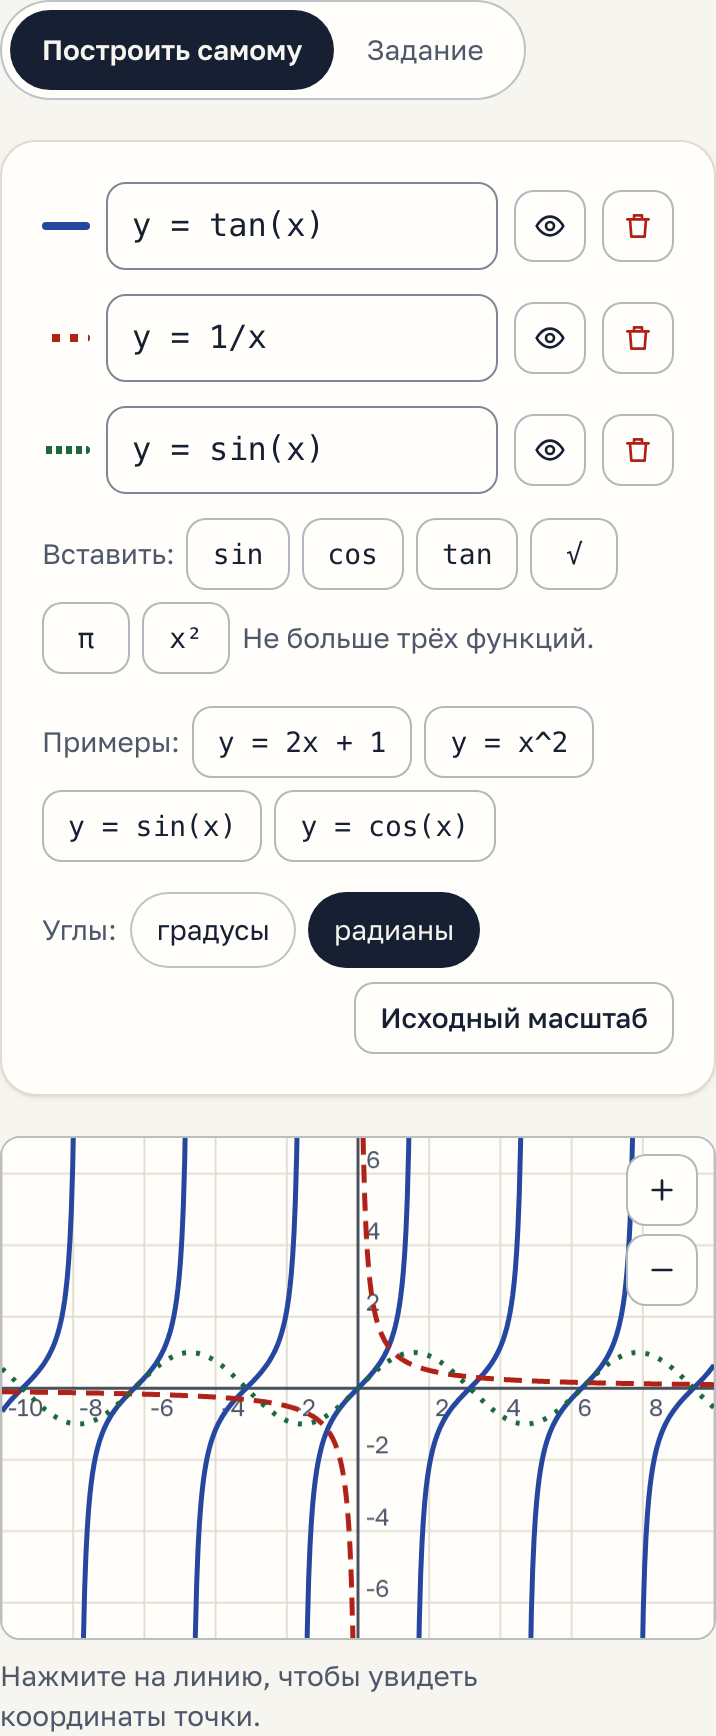 Построить самому Задание
y = tan(x)
y = 1/x
y = sin(x)
Вставить: sin cos tan √
π x² Не больше трёх функций.
Примеры: y = 2x + 1 y = x^2
y = sin(x) y = cos(x)
Углы: градусы радианы
Исходный масштаб
6
+
4
−
2
-10 -8 -6 -4 2 2 4 6 8
-2
-4
-6
Нажмите на линию, чтобы увидеть
координаты точки.